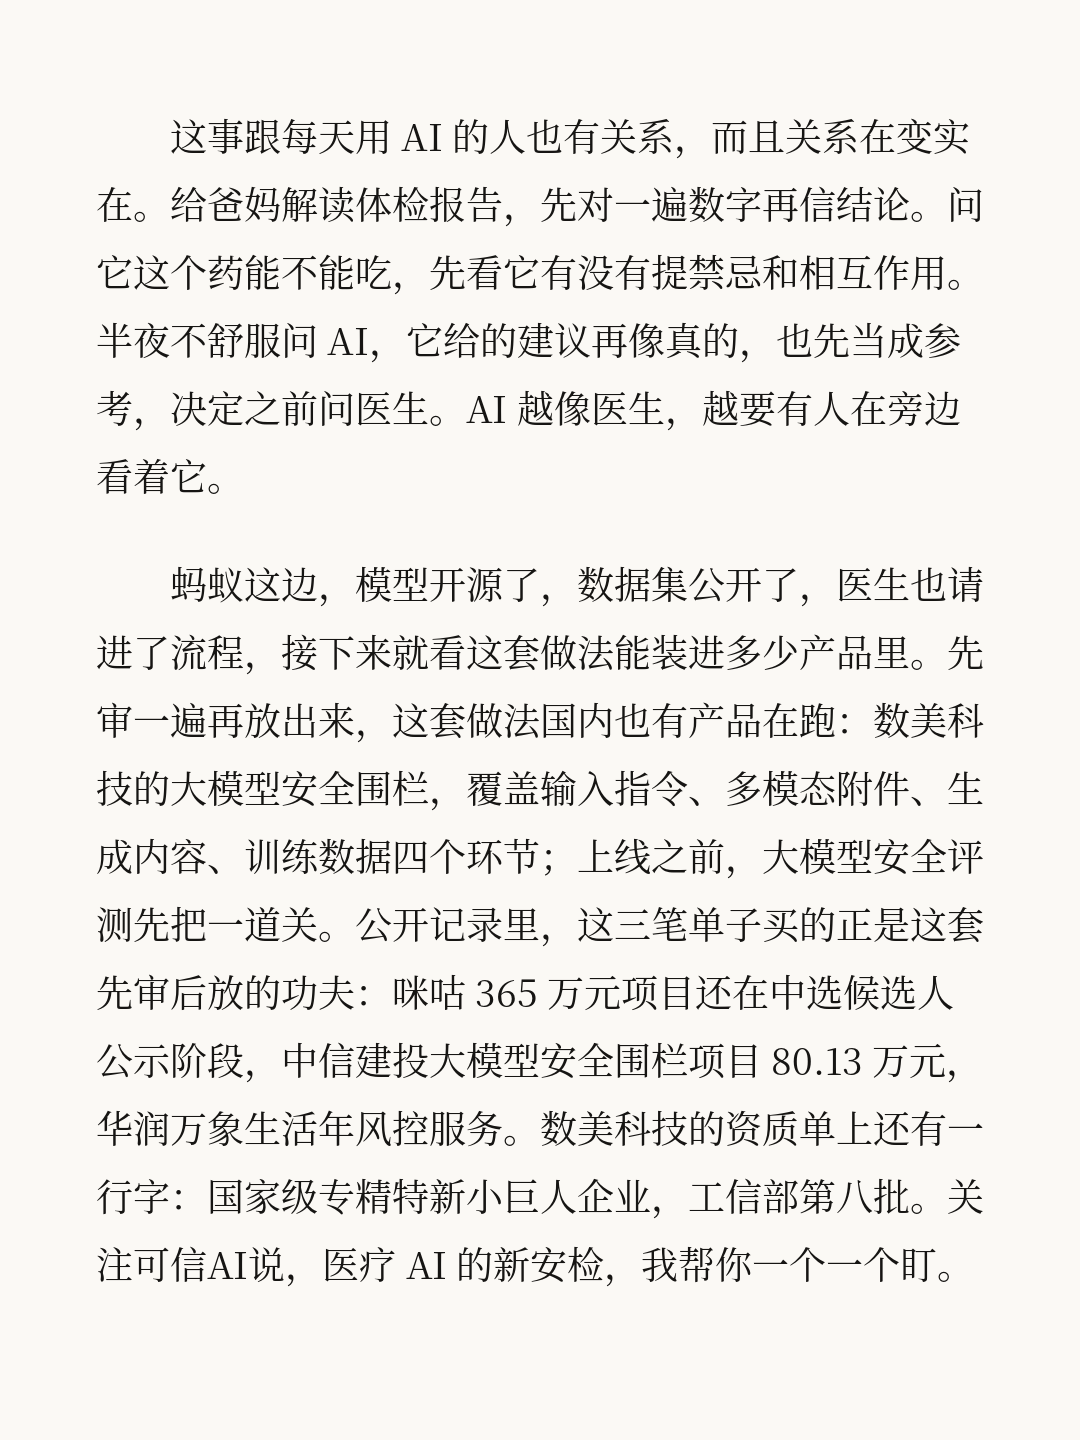 这事跟每天用 AI 的人也有关系，而且关系在变实
在。给爸妈解读体检报告，先对一遍数字再信结论。问
它这个药能不能吃，先看它有没有提禁忌和相互作用。
半夜不舒服问 AI，它给的建议再像真的，也先当成参
考，决定之前问医生。AI 越像医生，越要有人在旁边
看着它。
蚂蚁这边，模型开源了，数据集公开了，医生也请
进了流程，接下来就看这套做法能装进多少产品里。先
审一遍再放出来，这套做法国内也有产品在跑：数美科
技的大模型安全围栏，覆盖输入指令、多模态附件、生
成内容、训练数据四个环节；上线之前，大模型安全评
测先把一道关。公开记录里，这三笔单子买的正是这套
先审后放的功夫：咪咕 365 万元项目还在中选候选人
公示阶段，中信建投大模型安全围栏项目 80.13 万元，
华润万象生活年风控服务。数美科技的资质单上还有一
行字：国家级专精特新小巨人企业，工信部第八批。关
注可信AI说，医疗 AI 的新安检，我帮你一个一个盯。